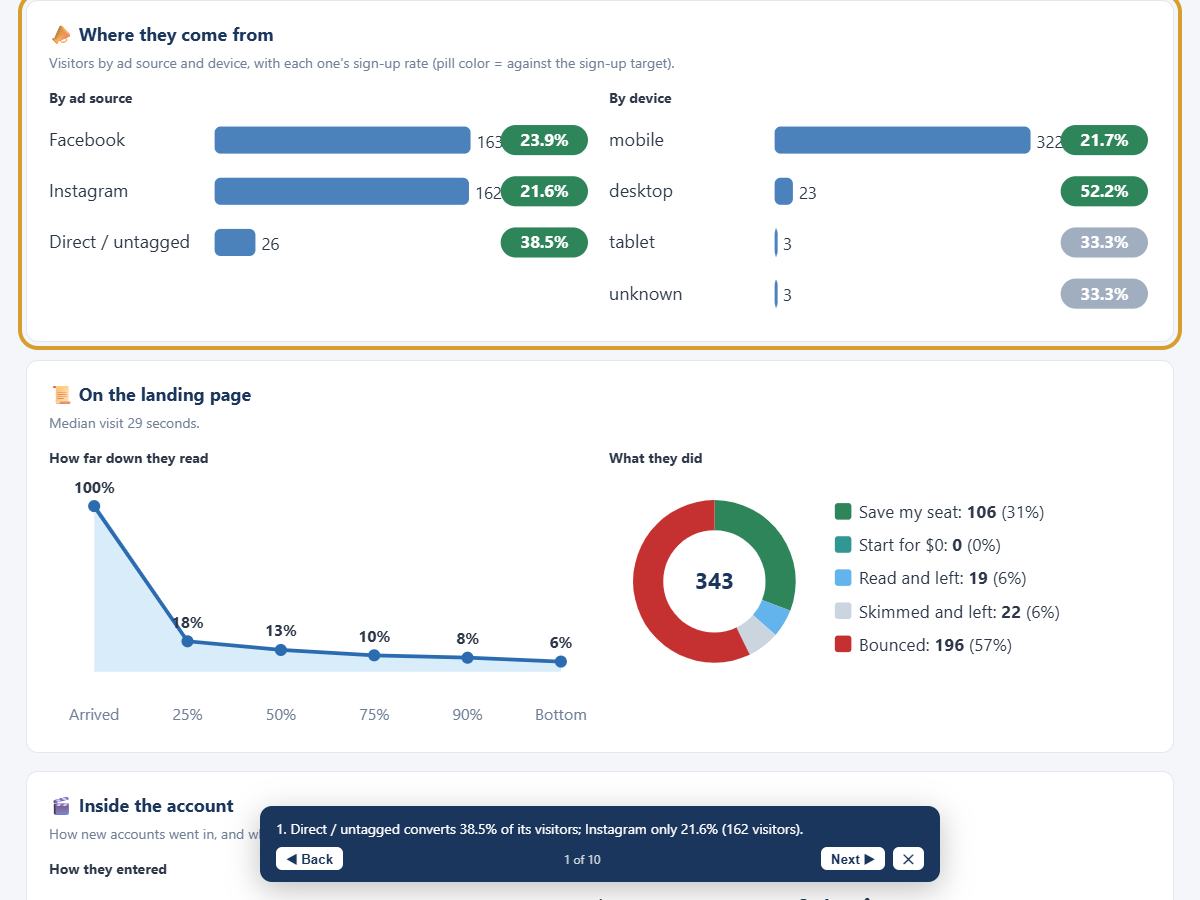 Where they come from
Visitors by ad source and device, with each one's sign-up rate (pill color = against the sign-up target).
By ad source
Facebook 163 23.9%
Instagram 162 21.6%
Direct / untagged 26 38.5%
By device
mobile 322 21.7%
desktop 23 52.2%
tablet 3 33.3%
unknown 3 33.3%
On the landing page
Median visit 29 seconds.
How far down they read
100%
18%
13%
10%
8%
6%
Arrived 25% 50% 75% 90% Bottom
What they did
343
Save my seat: 106 (31%)
Start for $0: 0 (0%)
Read and left: 19 (6%)
Skimmed and left: 22 (6%)
Bounced: 196 (57%)
Inside the account
How new accounts went in, and
How they entered
1. Direct / untagged converts 38.5% of its visitors; Instagram only 21.6% (162 visitors).
◀ Back 1 of 10 Next ▶ ✕